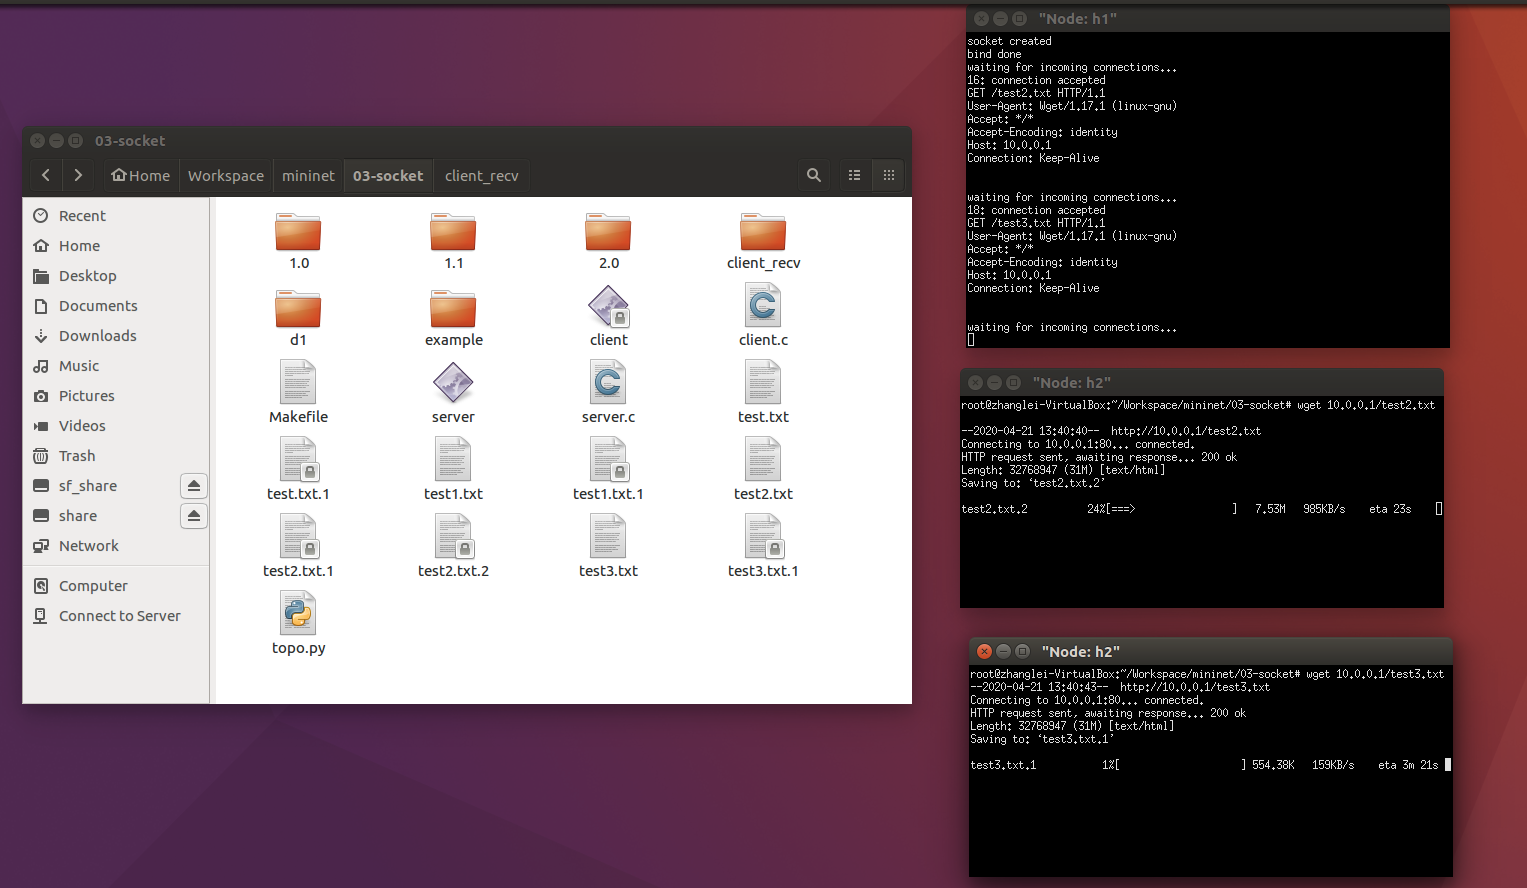 03-socket
Home Workspace mininet 03-socket client_recv
Recent
Home
Desktop
Documents
Downloads
Music
Pictures
Videos
Trash
sf_share
share
Network
Computer
Connect to Server
1.0 1.1 2.0 client_recv
d1 example client client.c
Makefile server server.c test.txt
test.txt.1 test1.txt test1.txt.1 test2.txt
test2.txt.1 test2.txt.2 test3.txt test3.txt.1
topo.py
"Node: h1"
socket created
bind done
waiting for incoming connections...
16: connection accepted
GET /test2.txt HTTP/1.1
User-Agent: Wget/1.17.1 (linux-gnu)
Accept: */*
Accept-Encoding: identity
Host: 10.0.0.1
Connection: Keep-Alive
waiting for incoming connections...
18: connection accepted
GET /test3.txt HTTP/1.1
User-Agent: Wget/1.17.1 (linux-gnu)
Accept: */*
Accept-Encoding: identity
Host: 10.0.0.1
Connection: Keep-Alive
waiting for incoming connections...
"Node: h2"
root@zhanglei-VirtualBox:~/Workspace/mininet/03-socket# wget 10.0.0.1/test2.txt
--2020-04-21 13:40:40-- http://10.0.0.1/test2.txt
Connecting to 10.0.0.1:80... connected.
HTTP request sent, awaiting response... 200 ok
Length: 32768947 (31M) [text/html]
Saving to: ‘test2.txt.2’
test2.txt.2 24%[===> ] 7.53M 985KB/s eta 23s
"Node: h2"
root@zhanglei-VirtualBox:~/Workspace/mininet/03-socket# wget 10.0.0.1/test3.txt
--2020-04-21 13:40:43-- http://10.0.0.1/test3.txt
Connecting to 10.0.0.1:80... connected.
HTTP request sent, awaiting response... 200 ok
Length: 32768947 (31M) [text/html]
Saving to: ‘test3.txt.1’
test3.txt.1 1%[ ] 554.38K 159KB/s eta 3m 21s